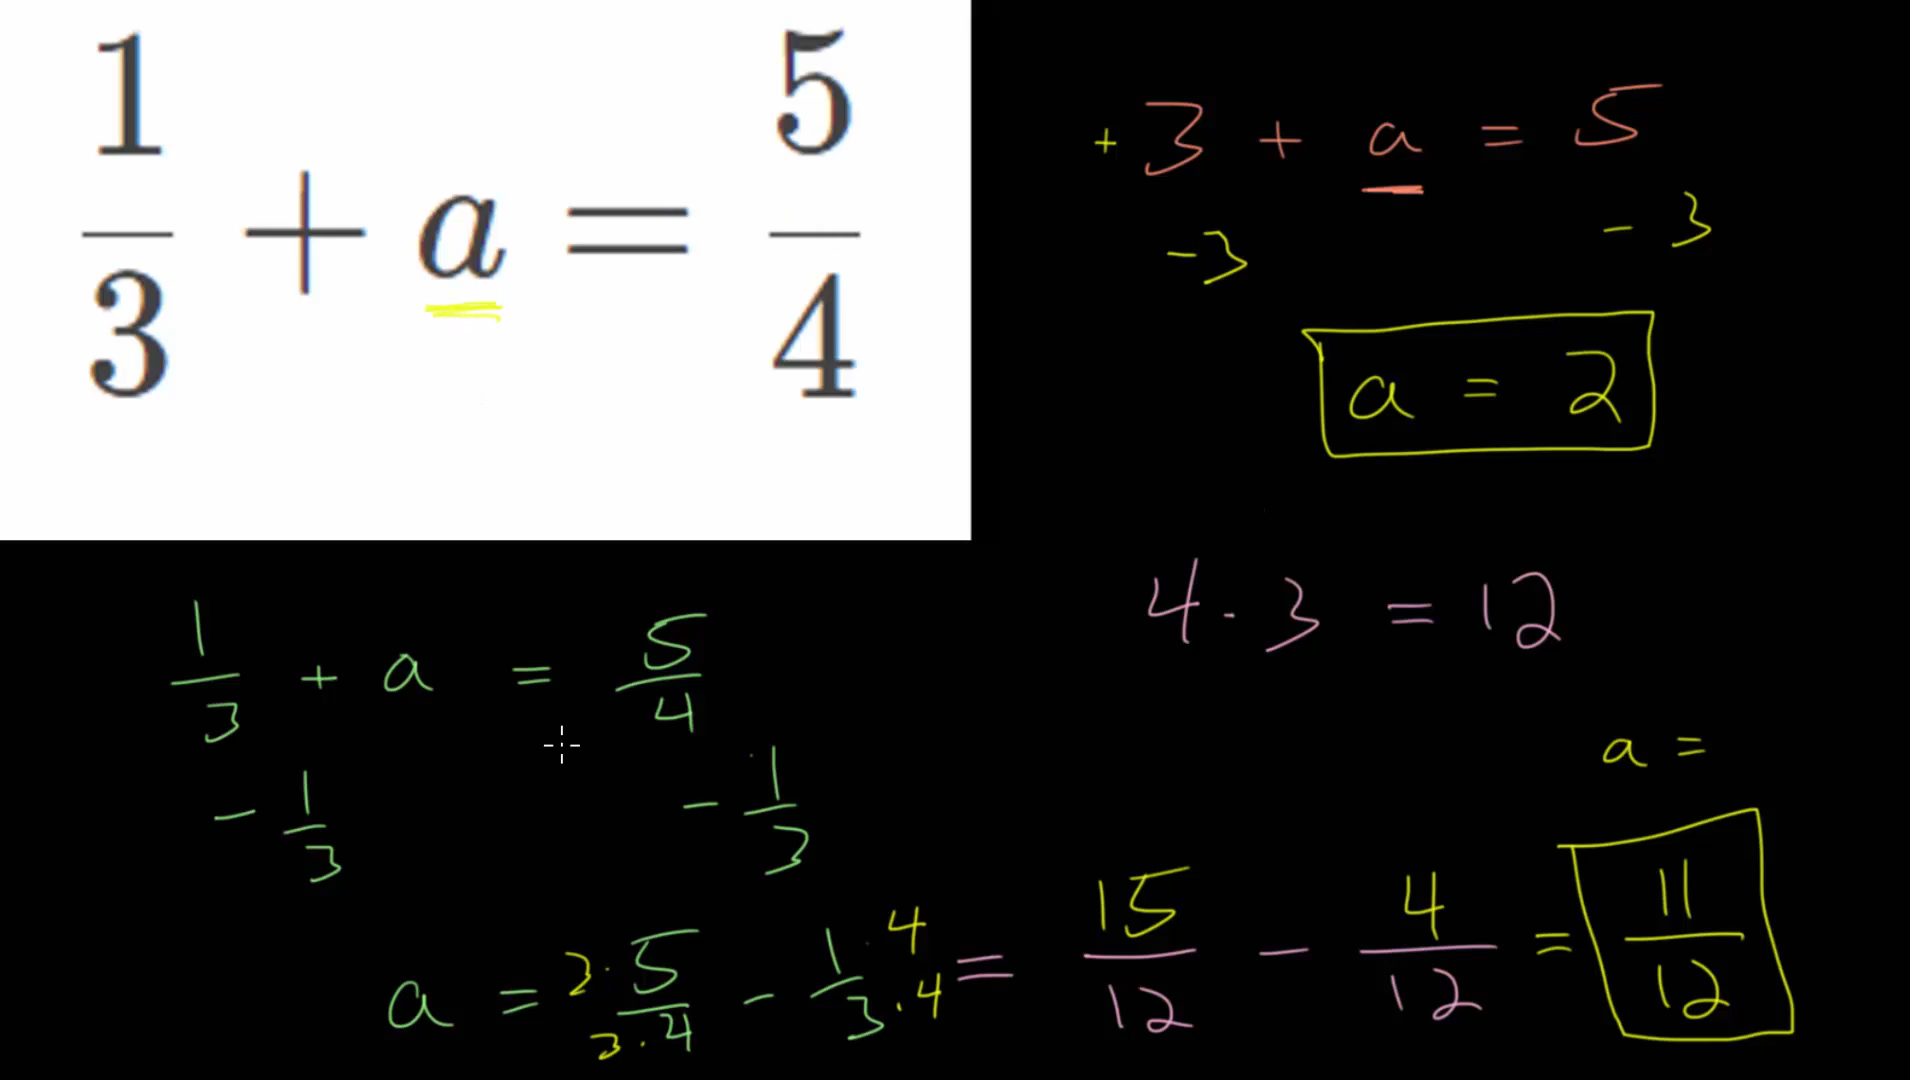 1/3 + a = 5/4
+3 + a = 5
-3 - 3
a = 2
4 · 3 = 12
1/3 + a = 5/4
- 1/3 - 1/3
a =
a = 3 · 5 / 3 · 4 - 1 · 4 / 3 · 4 = 15/12 - 4/12 = 11/12